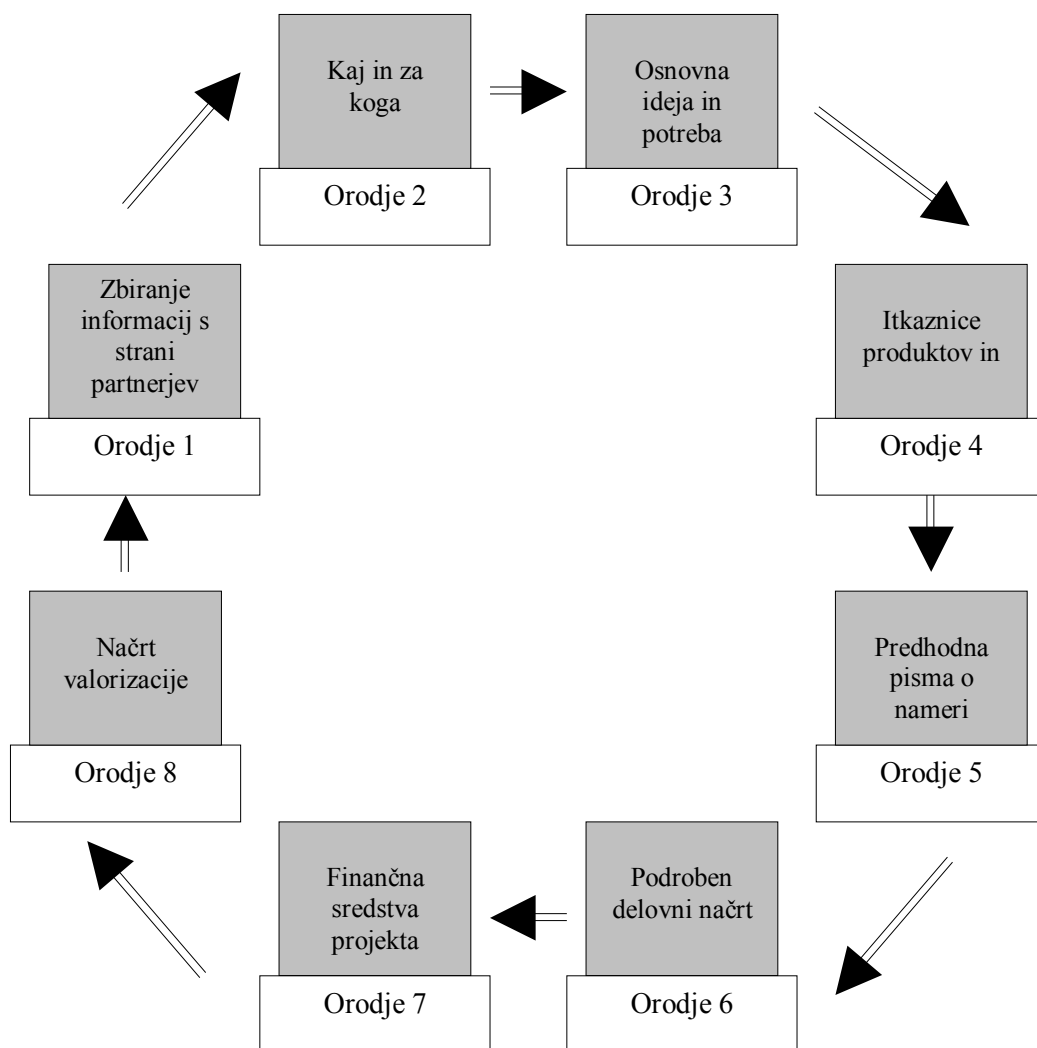 Kaj in za
koga
Orodje 2
Osnovna
ideja in
potreba
Orodje 3
Zbiranje
informacij s
strani
partnerjev
Orodje 1
Itkaznice
produktov in
Orodje 4
Načrt
valorizacije
Orodje 8
Predhodna
pisma o
nameri
Orodje 5
Finančna
sredstva
projekta
Orodje 7
Podroben
delovni načrt
Orodje 6